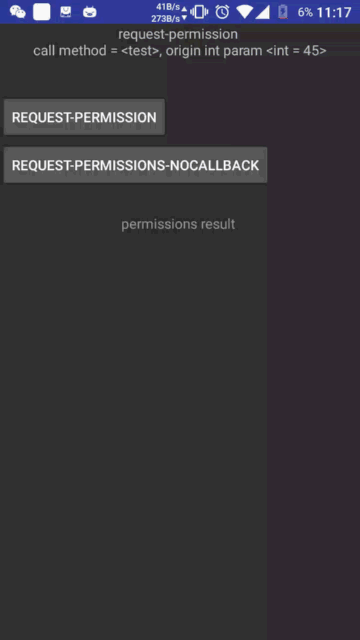 41B/s
273B/s
6% 11:17
request-permission
call method = <test>, origin int param <int = 45>
REQUEST-PERMISSION
REQUEST-PERMISSIONS-NOCALLBACK
permissions result